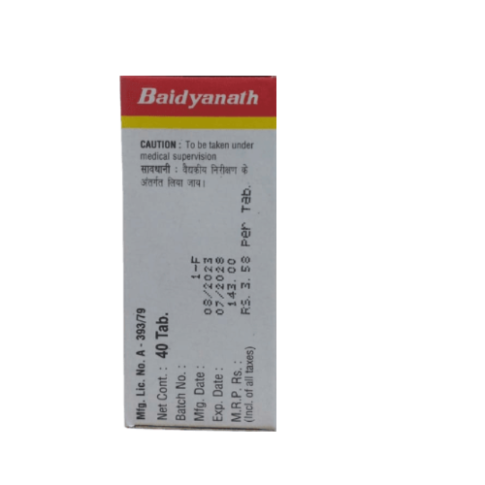 Baidyanath
CAUTION : To be taken under
medical supervision
सावधानी : वैद्यकीय निरीक्षण के
अंतर्गत लिया जाय।
Mfg. Lic. No. A - 393/79
Net Cont. : 40 Tab.
Batch No. : 1-F
Mfg. Date : 08/2023
Exp. Date : 07/2028
M.R.P. Rs. : 143.00
(Incl. of all taxes) RS. 3.58 Per Tab.